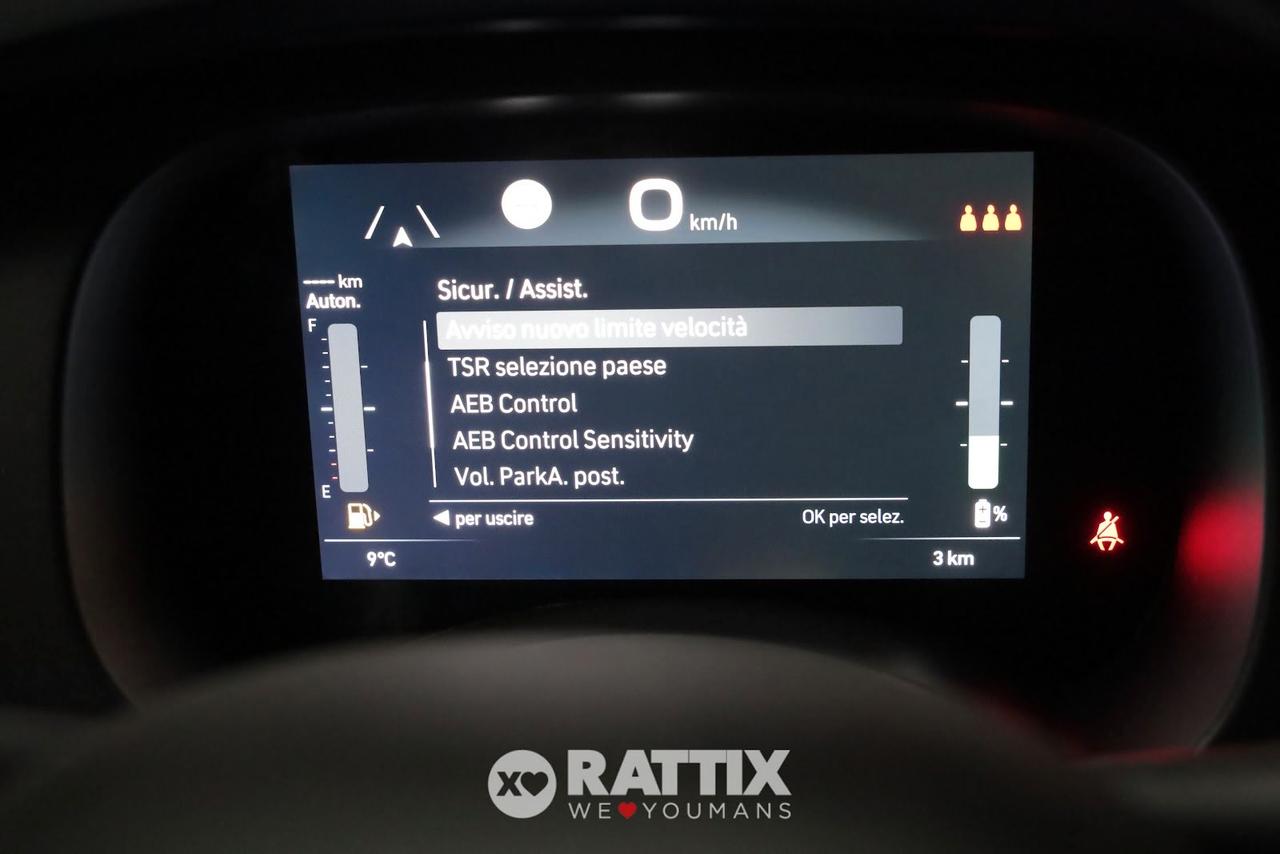 0 km/h
---- km
Auton.
F
Sicur. / Assist.
Avviso nuovo limite velocità
TSR selezione paese
AEB Control
AEB Control Sensitivity
Vol. ParkA. post.
E
◀ per uscire
OK per selez.
%
9°C
3 km
X RATTIX
WE❤YOUMANS